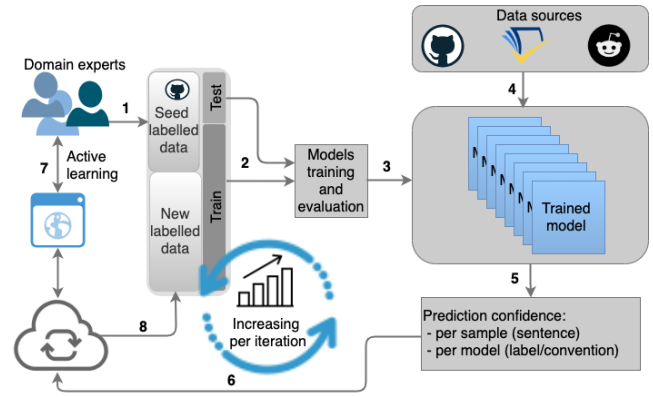 Data sources
Domain experts
1
Seed
labelled
data
Test
Train
New
labelled
data
2
Models
training
and
evaluation
3
4
Trained
model
5
Prediction confidence:
- per sample (sentence)
- per model (label/convention)
6
7
Active
learning
8
Increasing
per iteration